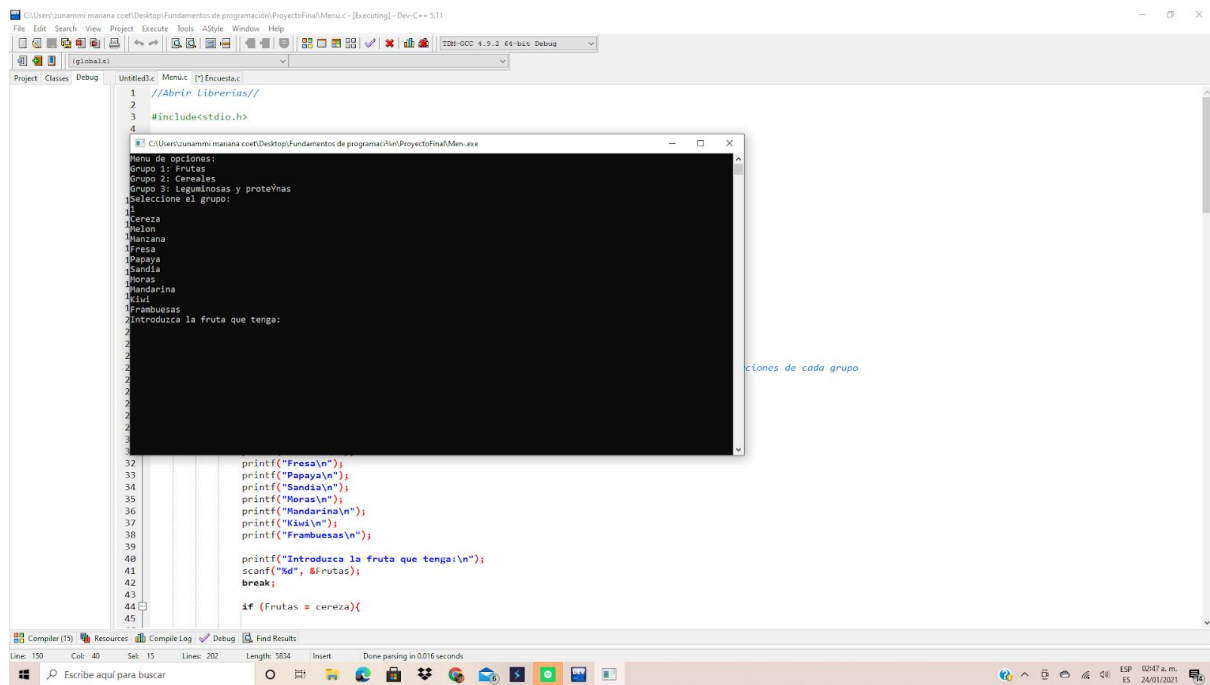 C:\Users\zunammi mariana coet\Desktop\Fundamentos de programación\ProyectoFinal\Menú.c - [Executing] - Dev-C++ 5.11
File Edit Search View Project Execute Tools AStyle Window Help
TDM-GCC 4.9.2 64-bit Debug
(globals)
Project Classes Debug Untitled3.c Menú.c [*] Encuesta.c
1 //Abrir Librerías//
2
3 #include<stdio.h>
4
C:\Users\zunammi mariana coet\Desktop\Fundamentos de programaci¾n\ProyectoFinal\Men·.exe
Menu de opciones:
Grupo 1: Frutas
Grupo 2: Cereales
Grupo 3: Leguminosas y proteÝnas
Seleccione el grupo:
1
Cereza
Melon
Manzana
Fresa
Papaya
Sandia
Moras
Mandarina
Kiwi
Frambuesas
Introduzca la fruta que tenga:
ciones de cada grupo
32 printf("Fresa\n");
33 printf("Papaya\n");
34 printf("Sandia\n");
35 printf("Moras\n");
36 printf("Mandarina\n");
37 printf("Kiwi\n");
38 printf("Frambuesas\n");
39
40 printf("Introduzca la fruta que tenga:\n");
41 scanf("%d", &Frutas);
42 break;
43
44 if (Frutas = cereza){
45
Compiler (15) Resources Compile Log Debug Find Results
Line: 150 Col: 40 Sel: 15 Lines: 202 Length: 5834 Insert Done parsing in 0.016 seconds
Escribe aquí para buscar
ESP 02:47 a. m.
ES 24/01/2021